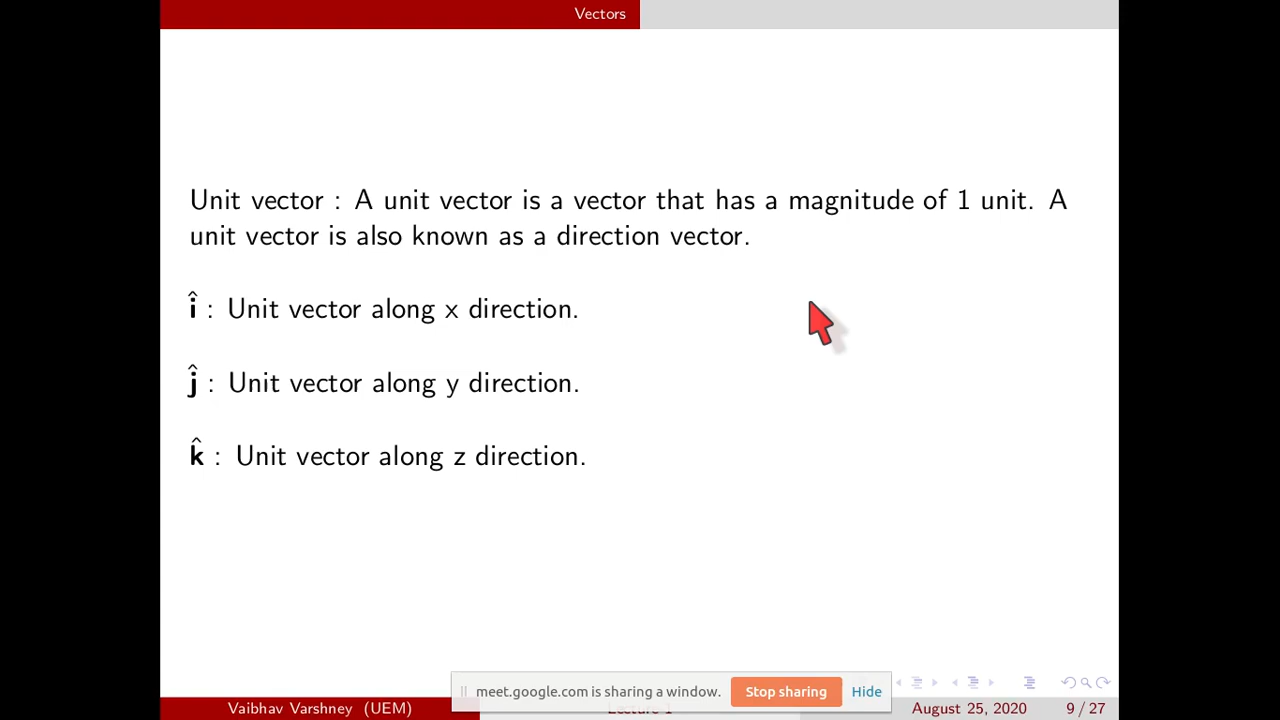 Vectors
Unit vector : A unit vector is a vector that has a magnitude of 1 unit. A
unit vector is also known as a direction vector.
î : Unit vector along x direction.
ĵ : Unit vector along y direction.
k̂ : Unit vector along z direction.
meet.google.com is sharing a window. Stop sharing Hide
Vaibhav Varshney (UEM) Lecture 1 August 25, 2020 9 / 27